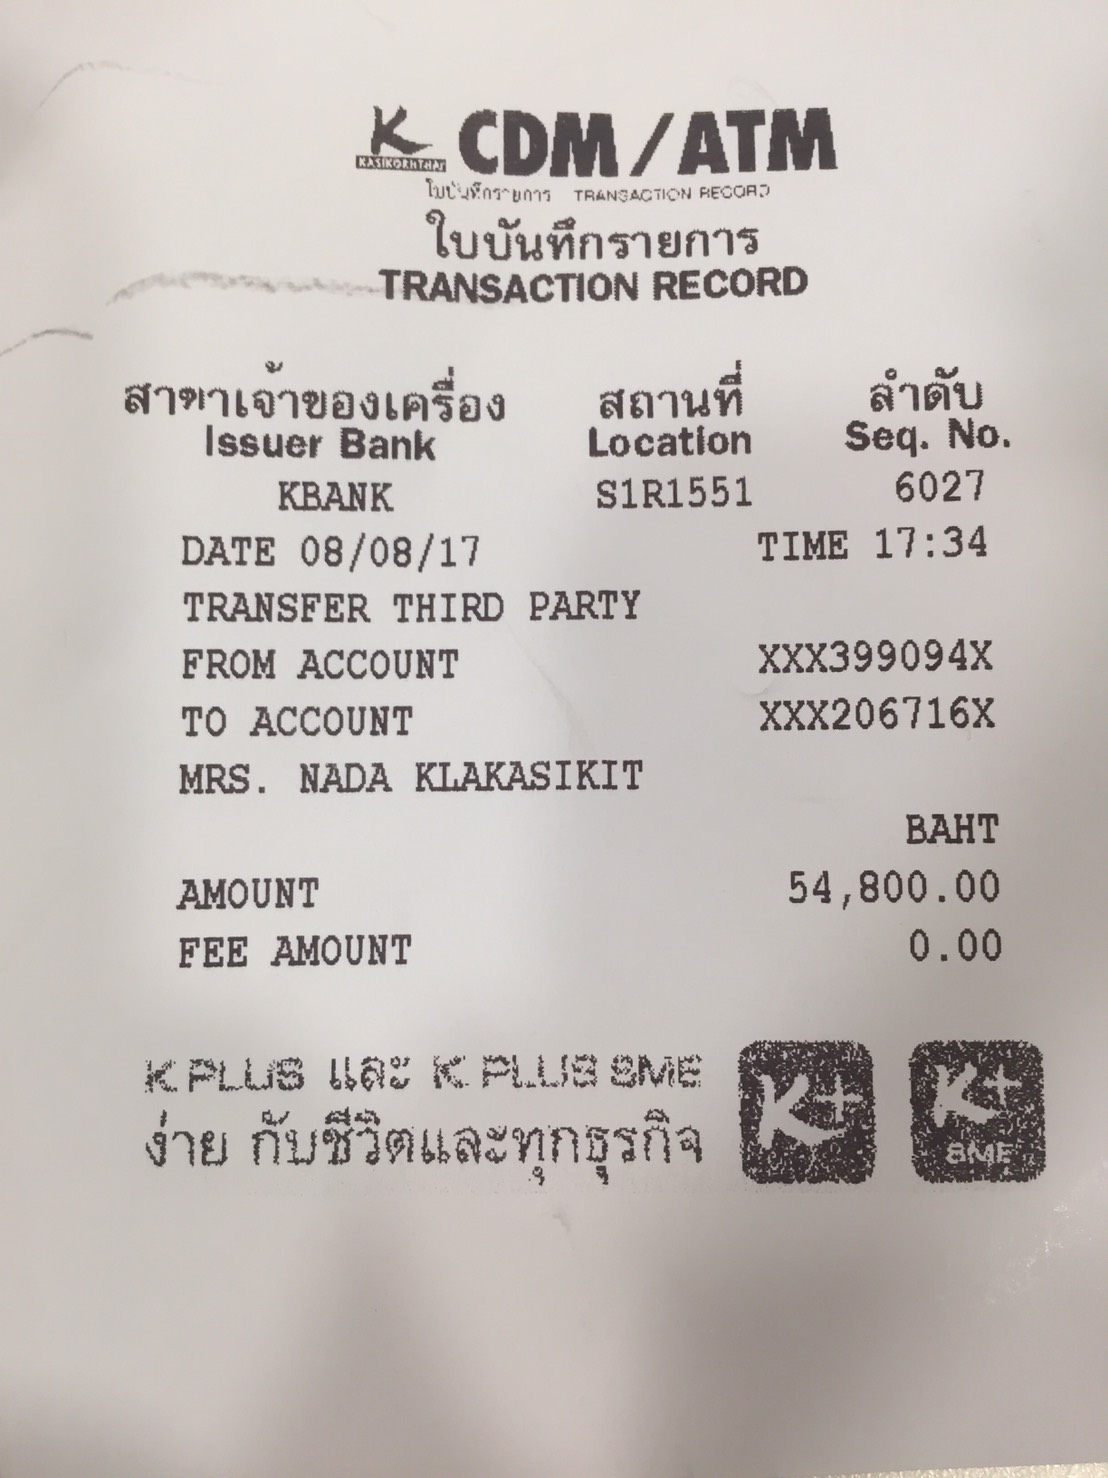 K CDM/ATM
KASIKORNTHAI
ใบบันทึกรายการ TRANSACTION RECORD
ใบบันทึกรายการ
TRANSACTION RECORD
สาขาเจ้าของเครื่อง สถานที่ ลำดับ
Issuer Bank Location Seq. No.
KBANK S1R1551 6027
DATE 08/08/17 TIME 17:34
TRANSFER THIRD PARTY
FROM ACCOUNT XXX399094X
TO ACCOUNT XXX206716X
MRS. NADA KLAKASIKIT
BAHT
AMOUNT 54,800.00
FEE AMOUNT 0.00
K PLUS และ K PLUS SME K+ K+
ง่าย กับชีวิตและทุกธุรกิจ SME